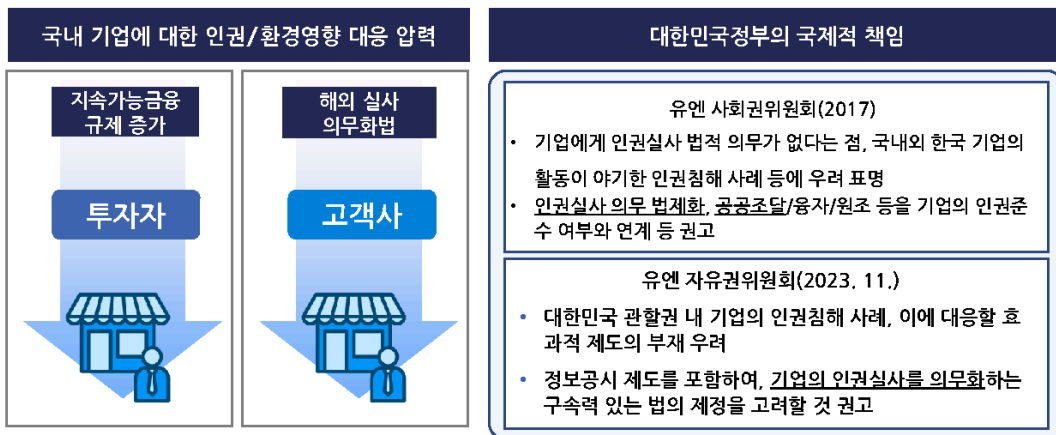 국내 기업에 대한 인권/환경영향 대응 압력
지속가능금융
규제 증가
투자자
해외 실사
의무화법
고객사
대한민국정부의 국제적 책임
유엔 사회권위원회(2017)
• 기업에게 인권실사 법적 의무가 없다는 점, 국내외 한국 기업의
활동이 야기한 인권침해 사례 등에 우려 표명
• 인권실사 의무 법제화, 공공조달/융자/원조 등을 기업의 인권준
수 여부와 연계 등 권고
유엔 자유권위원회(2023. 11.)
• 대한민국 관할권 내 기업의 인권침해 사례, 이에 대응할 효
과적 제도의 부재 우려
• 정보공시 제도를 포함하여, 기업의 인권실사를 의무화하는
구속력 있는 법의 제정을 고려할 것 권고